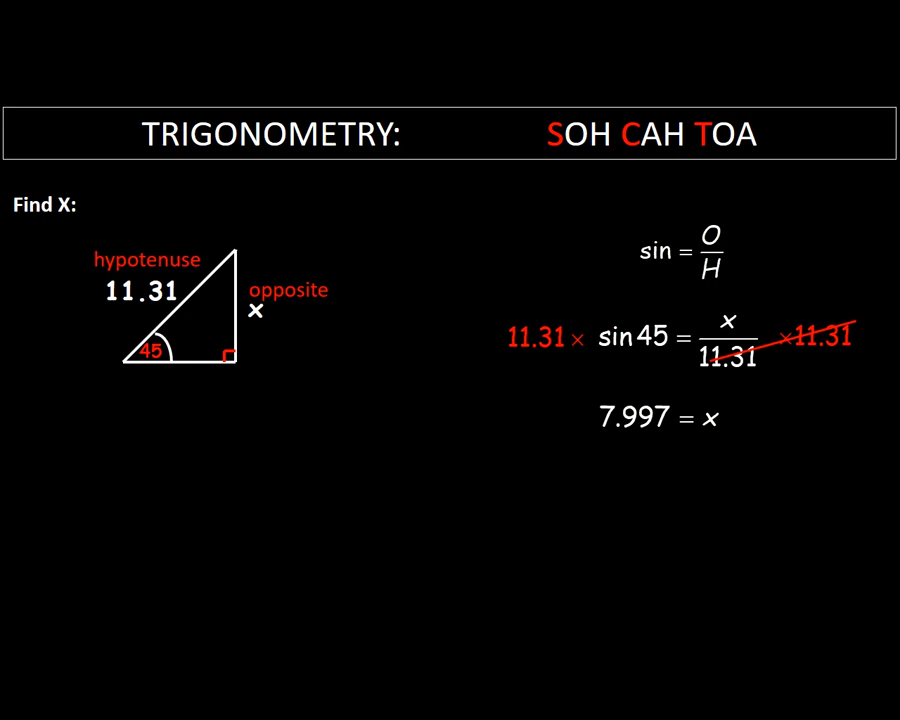 TRIGONOMETRY: SOH CAH TOA
Find X:
hypotenuse
11.31
opposite
x
45
sin = O/H
11.31 × sin 45 = x/11.31 ×11.31
7.997 = x